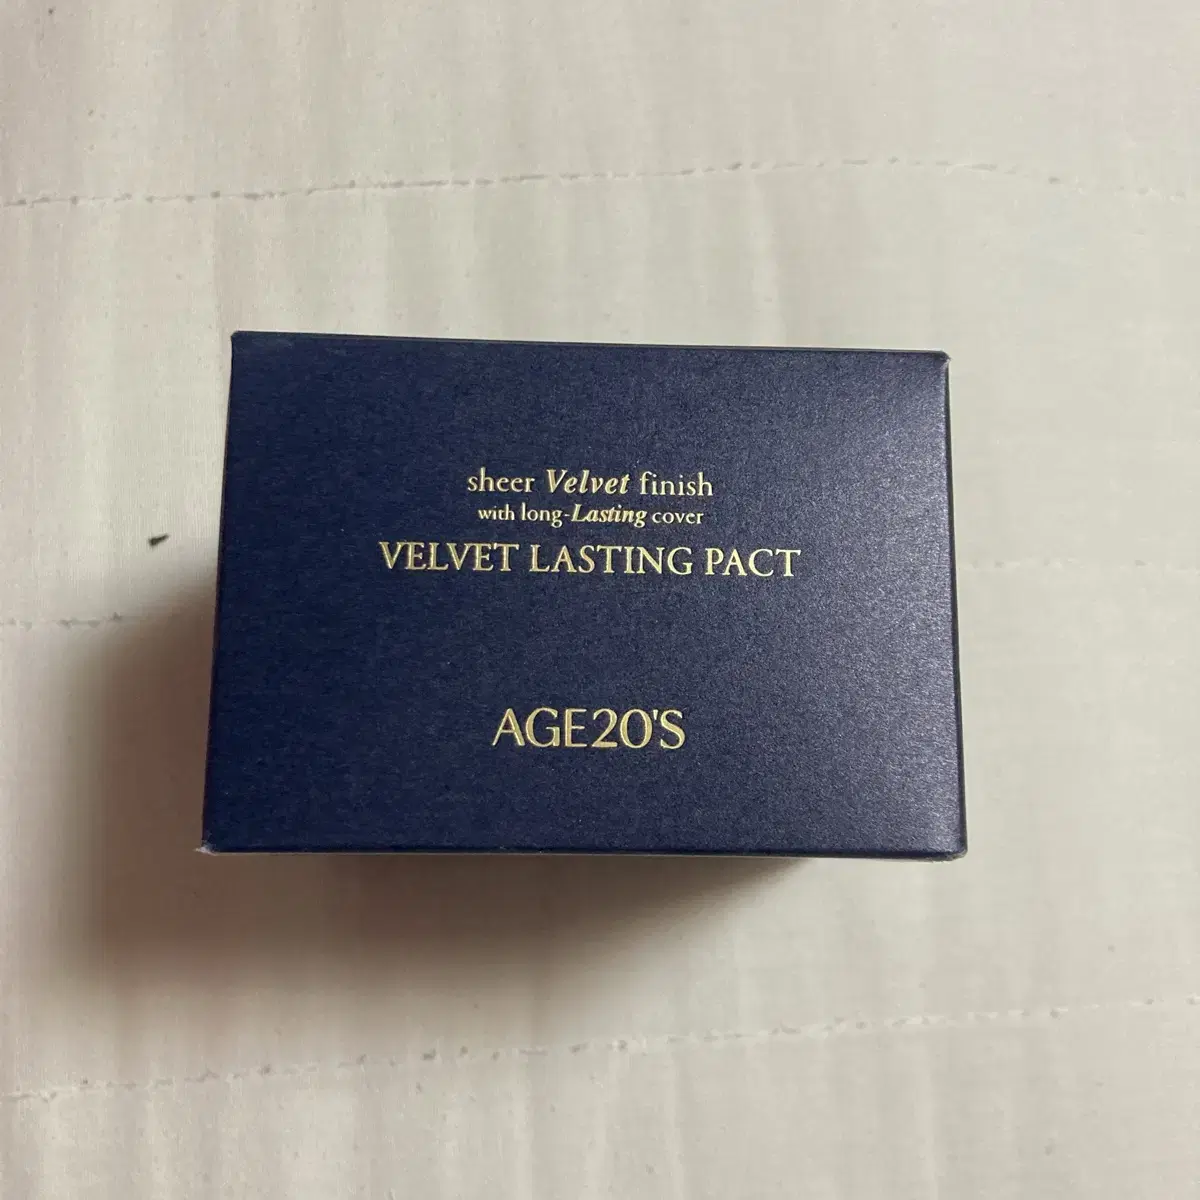 sheer Velvet finish
with long-Lasting cover
VELVET LASTING PACT
AGE20'S